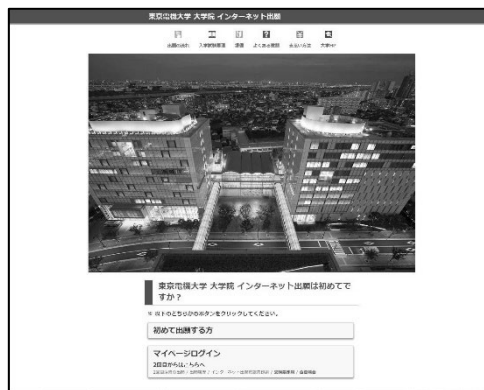 東京電機大学 大学院 インターネット出願
出願の流れ
入学試験要項
準備
よくある質問
お支払い方法
大学HP
東京電機大学 大学院 インターネット出願は初めてで
すか？
※ 以下のどちらかのボタンをクリックしてください。
初めて出願する方
マイページログイン
2回目からはこちらへ